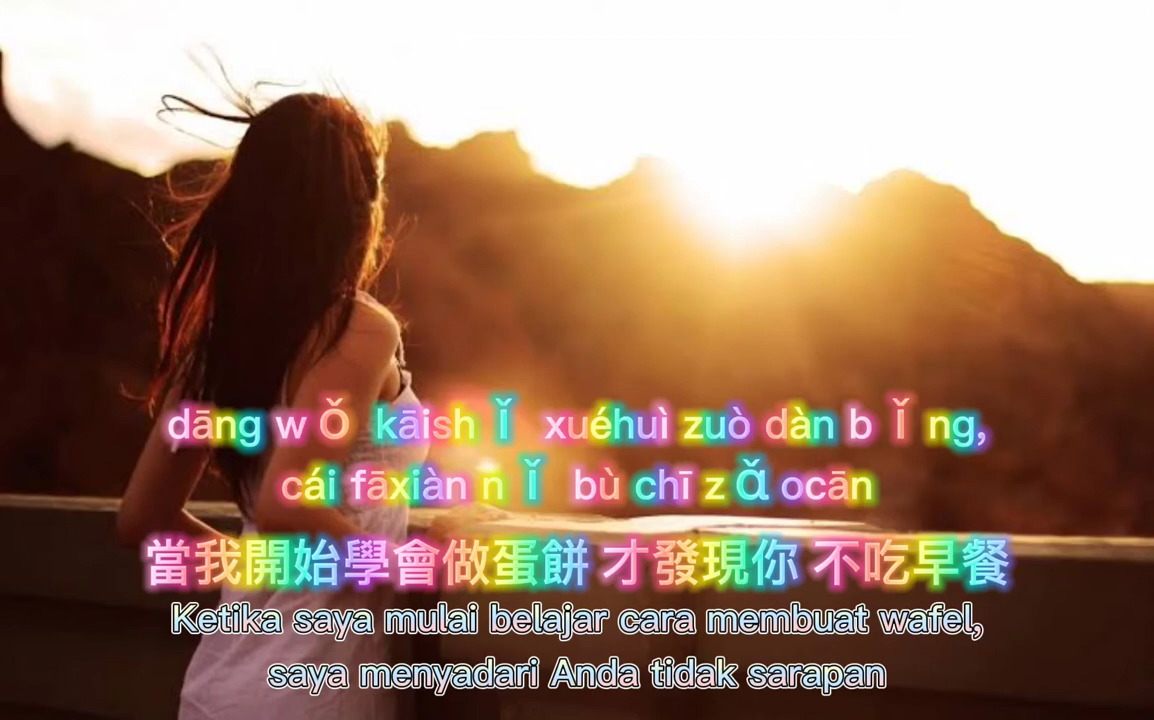 dāng wǑ kāishǏ xuéhuì zuò dàn bǏng,
cái fāxiàn nǏ bù chī zǍocān
當我開始學會做蛋餅 才發現你 不吃早餐
Ketika saya mulai belajar cara membuat wafel,
saya menyadari Anda tidak sarapan